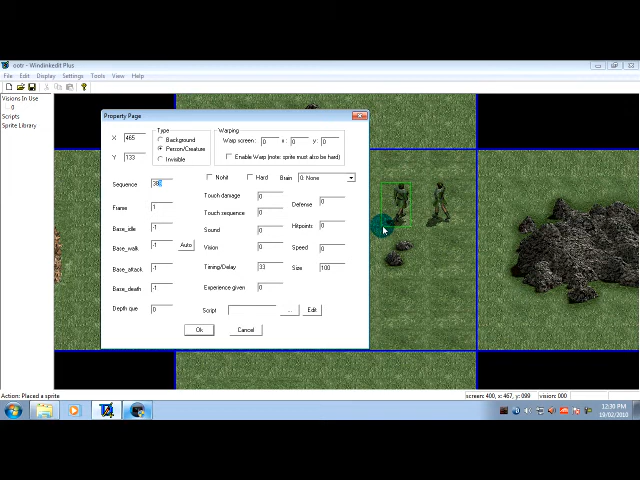 ootr - Windinkedit Plus
File Edit Display Settings Tools View Help
Visions In Use
0
Scripts
Sprite Library
Property Page
X 465
Y 133
Type
Background
Person/Creature
Invisible
Warping
Warp screen: 0 x: 0 y: 0
Enable Warp (note: sprite must also be hard)
Sequence
Nohit Hard Brain 0: None
Frame 1
Base_idle -1
Base_walk -1 Auto
Base_attack -1
Base_death -1
Depth que 0
Touch damage 0
Touch sequence 0
Sound 0
Vision 0
Timing/Delay 33
Experience given 0
Defense 0
Hitpoints 0
Speed 0
Size 100
Script ... Edit
Ok Cancel
Action: Placed a sprite
screen: 400, x: 467, y: 099 vision: 000
12:30 PM
19/02/2010